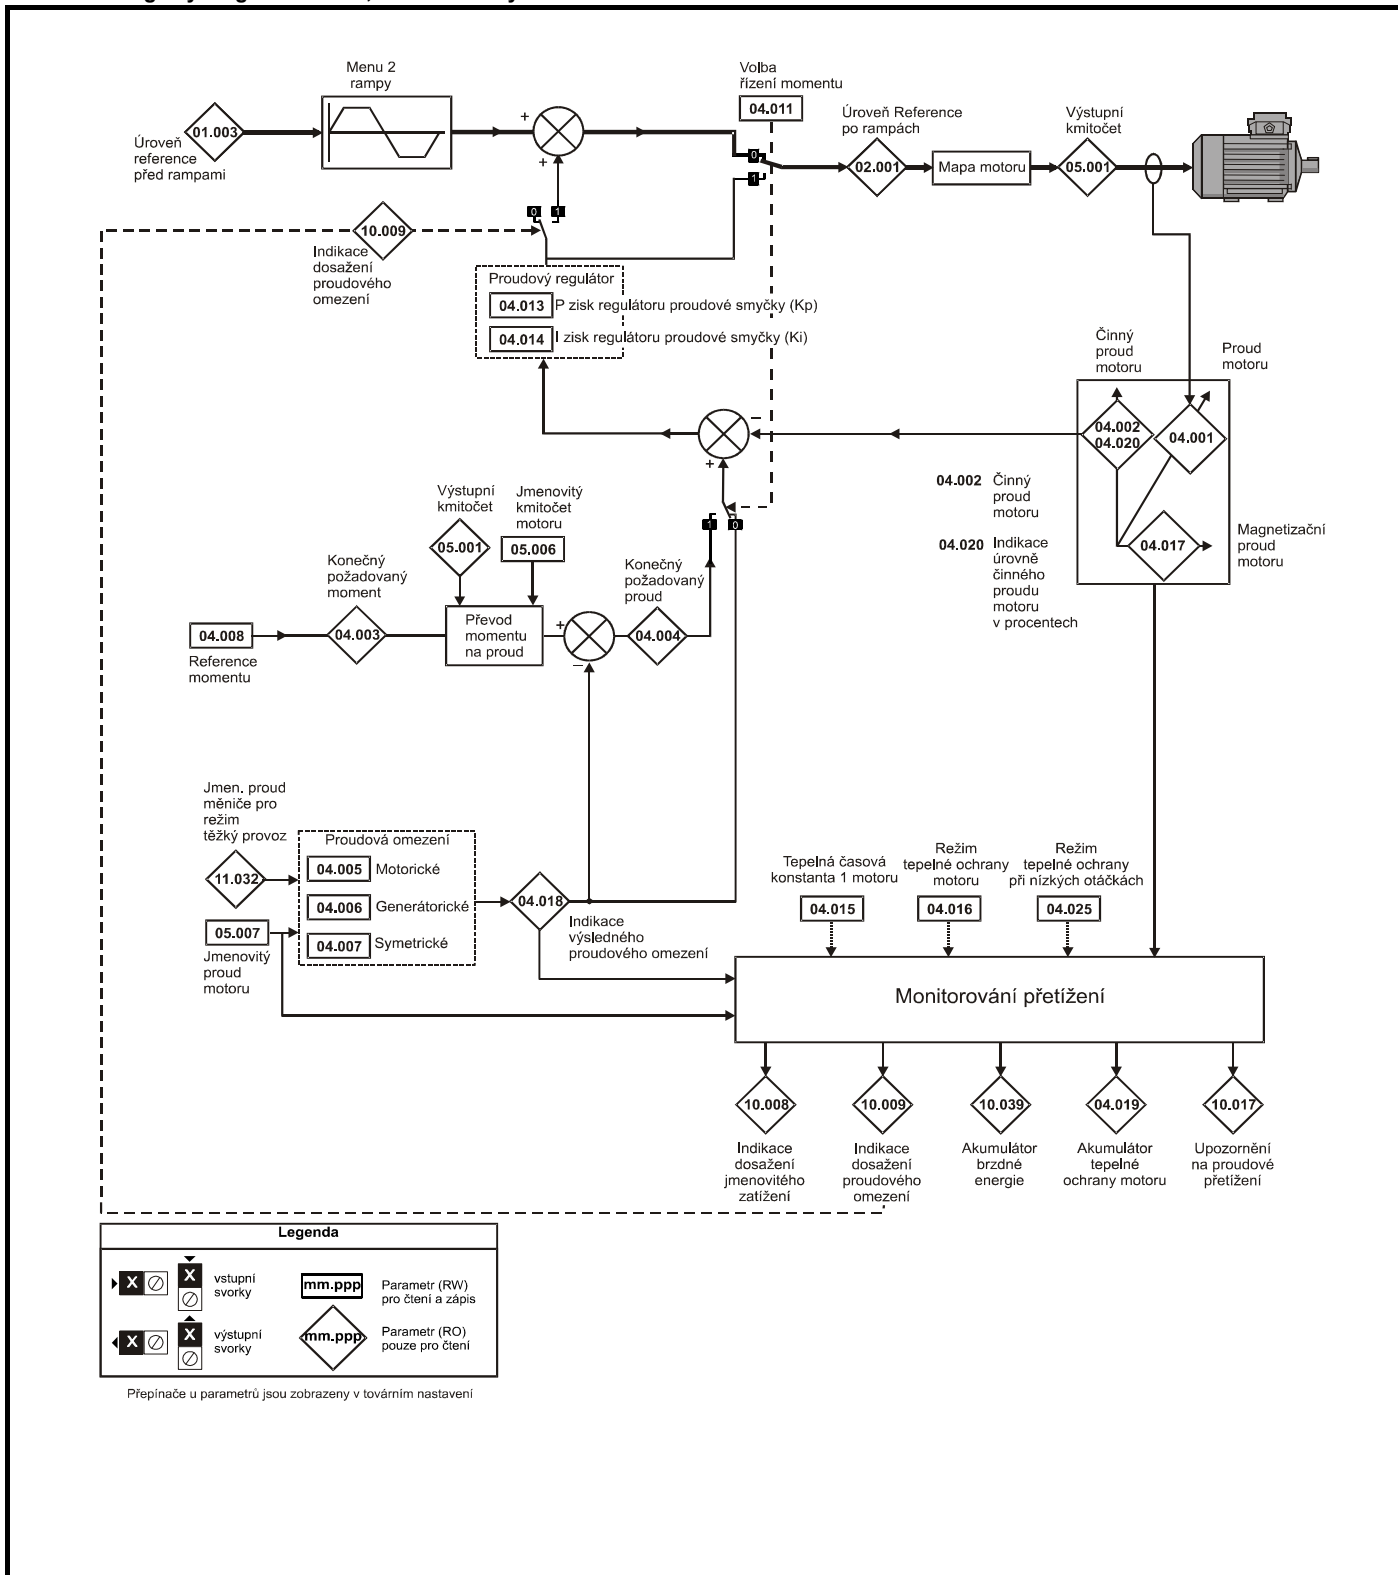 Menu 2
rampy
Volba
řízení momentu
04.011
Úroveň Reference
po rampách
Výstupní
kmitočet
01.003
Úroveň
reference
před rampami
+
+
0
1
02.001
Mapa motoru
05.001
0
1
10.009
Indikace
dosažení
proudového
omezení
Proudový regulátor
04.013 P zisk regulátoru proudové smyčky (Kp)
04.014 I zisk regulátoru proudové smyčky (Ki)
Činný
proud
motoru
Proud
motoru
04.002
04.020
04.001
04.017
Magnetizační
proud
motoru
−
+
04.002 Činný
proud
motoru
04.020 Indikace
úrovně
činného
proudu
motoru
v procentech
Výstupní
kmitočet
05.001
Jmenovitý
kmitočet
motoru
05.006
1
0
Konečný
požadovaný
moment
04.003
04.008
Reference
momentu
Převod
momentu
na proud
+
−
Konečný
požadovaný
proud
04.004
Jmen. proud
měniče pro
režim
těžký provoz
11.032
05.007
Jmenovitý
proud
motoru
Proudová omezení
04.005 Motorické
04.006 Generátorické
04.007 Symetrické
04.018
Indikace
výsledného
proudového omezení
Tepelná časová
konstanta 1 motoru
04.015
Režim
tepelné ochrany
motoru
04.016
Režim
tepelné ochrany
při nízkých otáčkách
04.025
Monitorování přetížení
10.008
Indikace
dosažení
jmenovitého
zatížení
10.009
Indikace
dosažení
proudového
omezení
10.039
Akumulátor
brzdné
energie
04.019
Akumulátor
tepelné
ochrany motoru
10.017
Upozornění
na proudové
přetížení
Legenda
X
X
vstupní
svorky
mm.ppp
Parametr (RW)
pro čtení a zápis
X
X
výstupní
svorky
mm.ppp
Parametr (RO)
pouze pro čtení
Přepínače u parametrů jsou zobrazeny v továrním nastavení